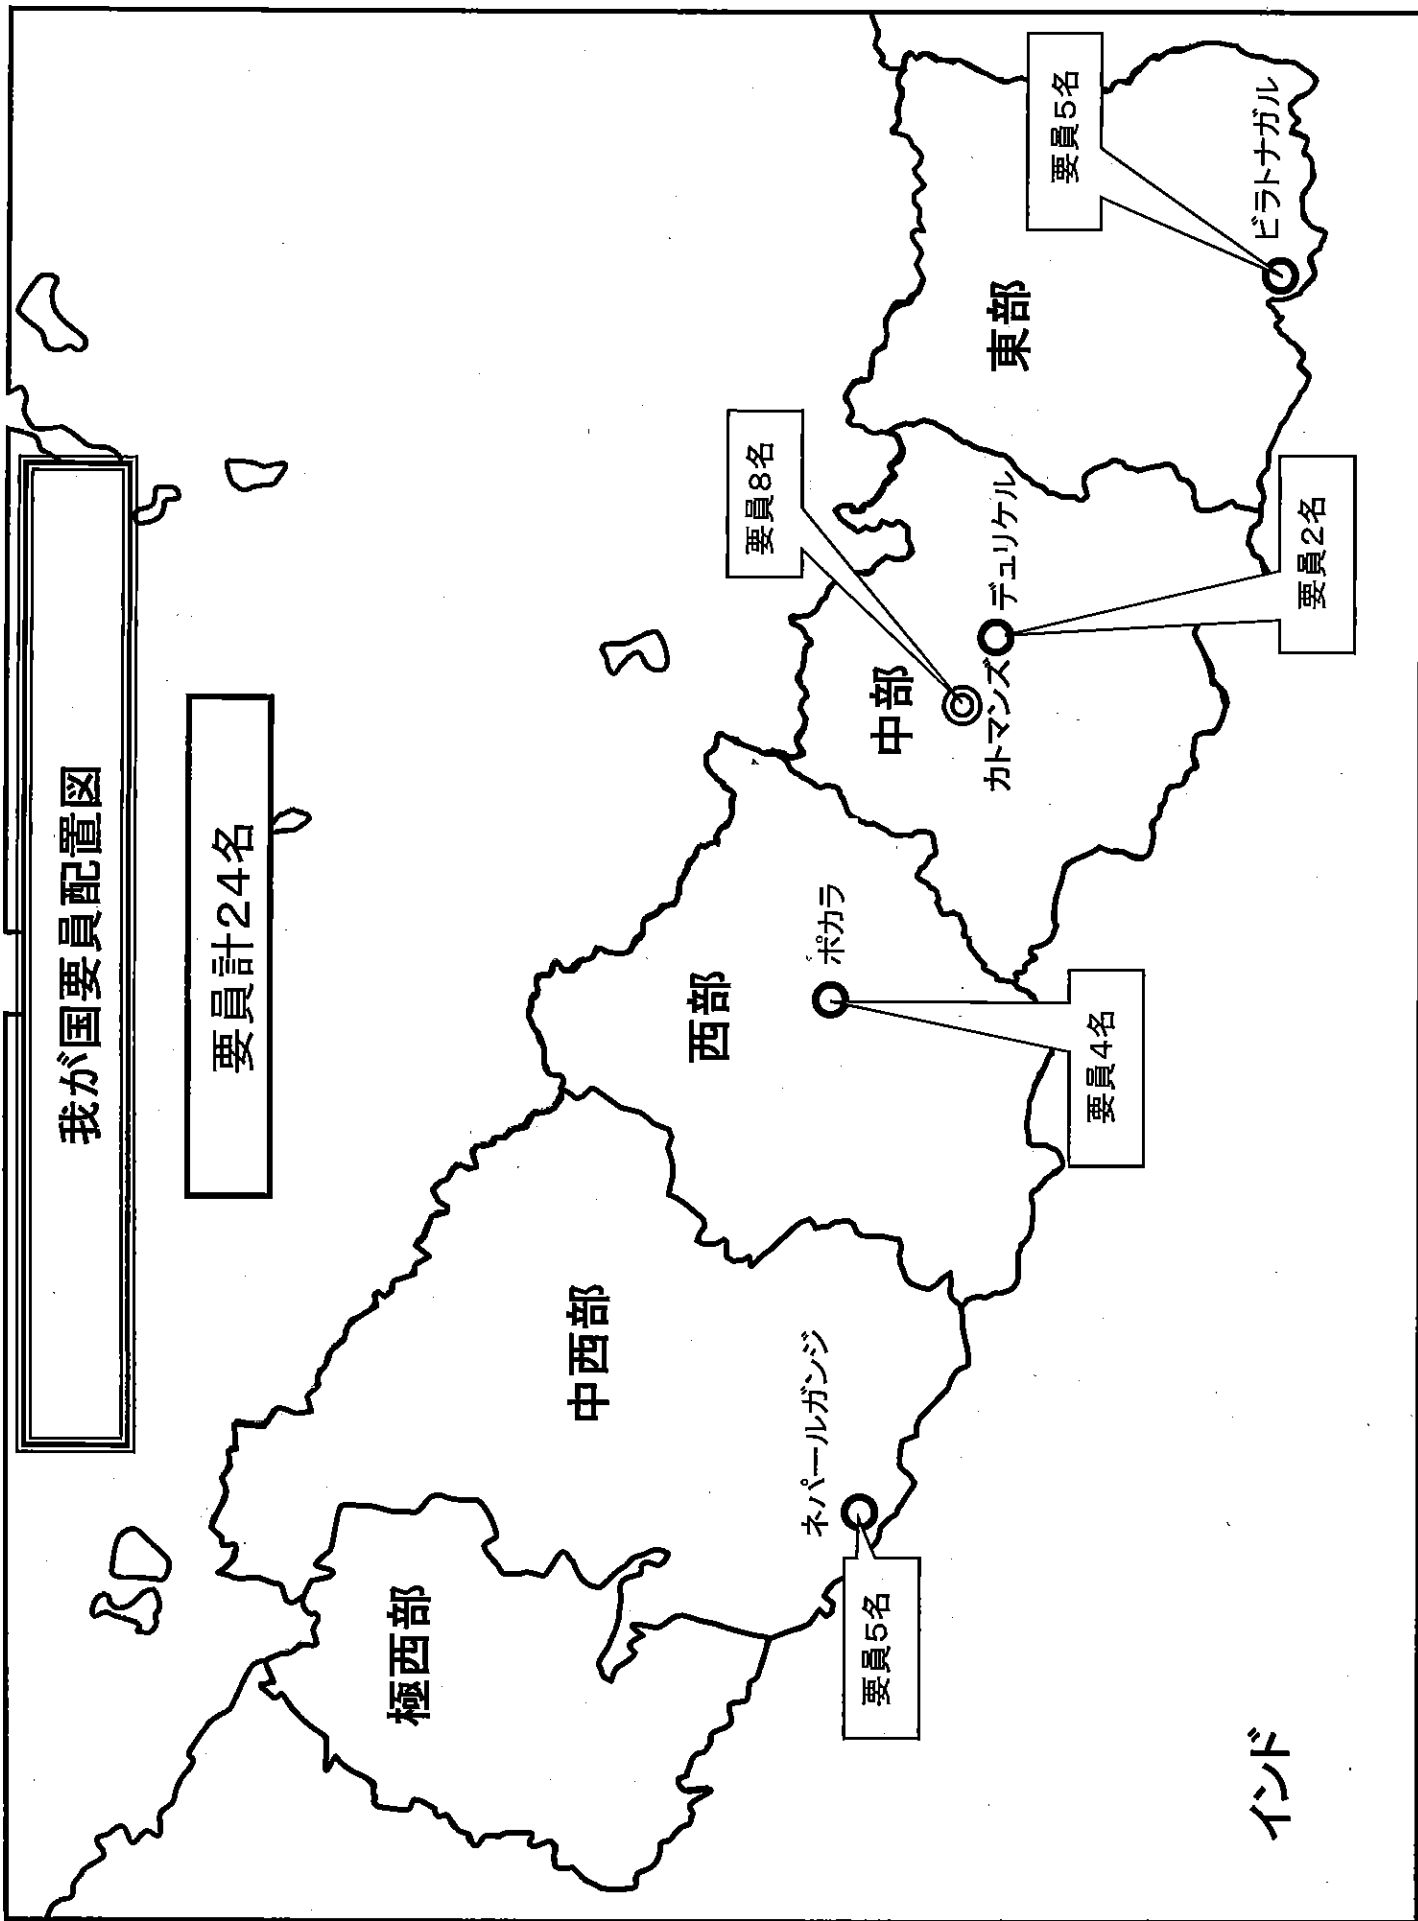 我が国要員配置図
要員計24名
極西部
中西部
ネパールガンジ
要員5名
西部
ポカラ
要員4名
中部
カトマンズ
要員8名
デュリケル
要員2名
東部
ビラトナガル
要員5名
インド